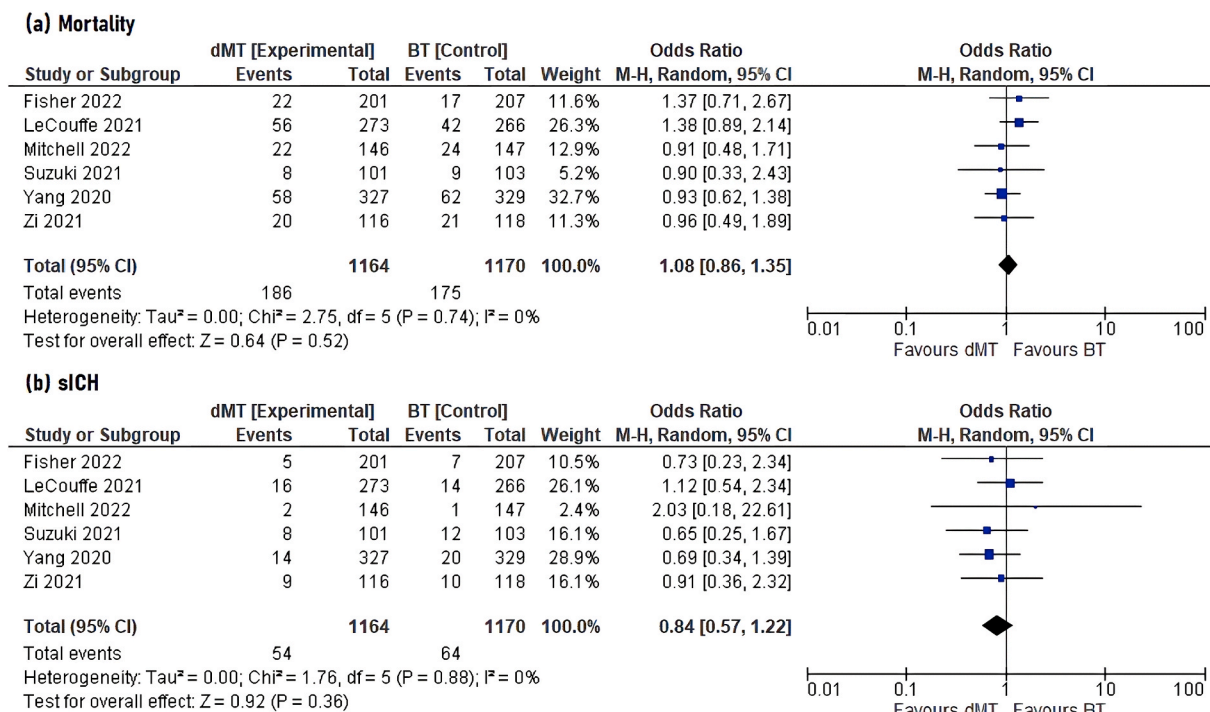 (a) Mortality
dMT [Experimental] BT [Control] Odds Ratio Odds Ratio
Study or Subgroup Events Total Events Total Weight M-H, Random, 95% CI M-H, Random, 95% CI
Fisher 2022 22 201 17 207 11.6% 1.37 [0.71, 2.67]
LeCouffe 2021 56 273 42 266 26.3% 1.38 [0.89, 2.14]
Mitchell 2022 22 146 24 147 12.9% 0.91 [0.48, 1.71]
Suzuki 2021 8 101 9 103 5.2% 0.90 [0.33, 2.43]
Yang 2020 58 327 62 329 32.7% 0.93 [0.62, 1.38]
Zi 2021 20 116 21 118 11.3% 0.96 [0.49, 1.89]
Total (95% CI) 1164 1170 100.0% 1.08 [0.86, 1.35]
Total events 186 175
Heterogeneity: Tau² = 0.00; Chi² = 2.75, df = 5 (P = 0.74); I² = 0%
Test for overall effect: Z = 0.64 (P = 0.52)
0.01 0.1 1 10 100
Favours dMT Favours BT
(b) sICH
dMT [Experimental] BT [Control] Odds Ratio Odds Ratio
Study or Subgroup Events Total Events Total Weight M-H, Random, 95% CI M-H, Random, 95% CI
Fisher 2022 5 201 7 207 10.5% 0.73 [0.23, 2.34]
LeCouffe 2021 16 273 14 266 26.1% 1.12 [0.54, 2.34]
Mitchell 2022 2 146 1 147 2.4% 2.03 [0.18, 22.61]
Suzuki 2021 8 101 12 103 16.1% 0.65 [0.25, 1.67]
Yang 2020 14 327 20 329 28.9% 0.69 [0.34, 1.39]
Zi 2021 9 116 10 118 16.1% 0.91 [0.36, 2.32]
Total (95% CI) 1164 1170 100.0% 0.84 [0.57, 1.22]
Total events 54 64
Heterogeneity: Tau² = 0.00; Chi² = 1.76, df = 5 (P = 0.88); I² = 0%
Test for overall effect: Z = 0.92 (P = 0.36)
0.01 0.1 1 10 100
Favours dMT Favours BT